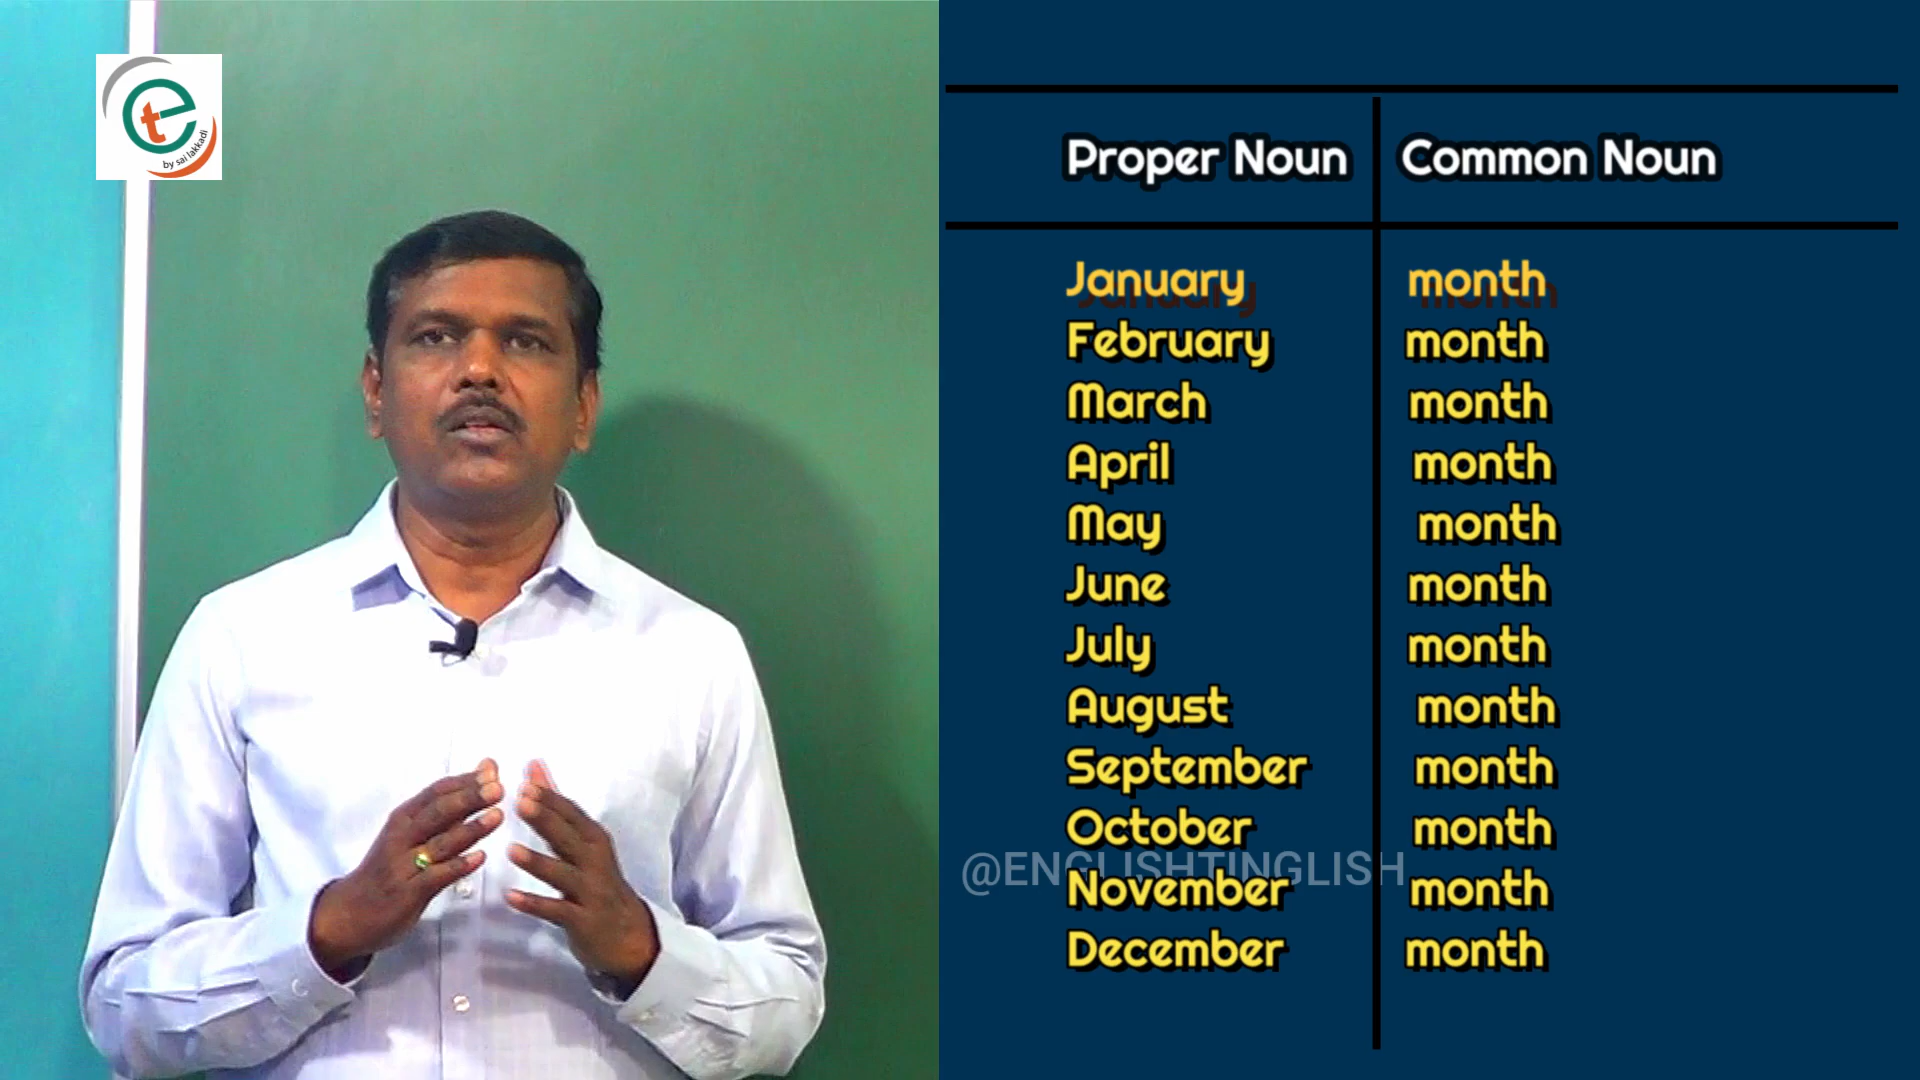 te
by sai lakkadi
Proper Noun Common Noun
January month
February month
March month
April month
May month
June month
July month
August month
September month
October month
@ENGLISHTINGLISH
November month
December month